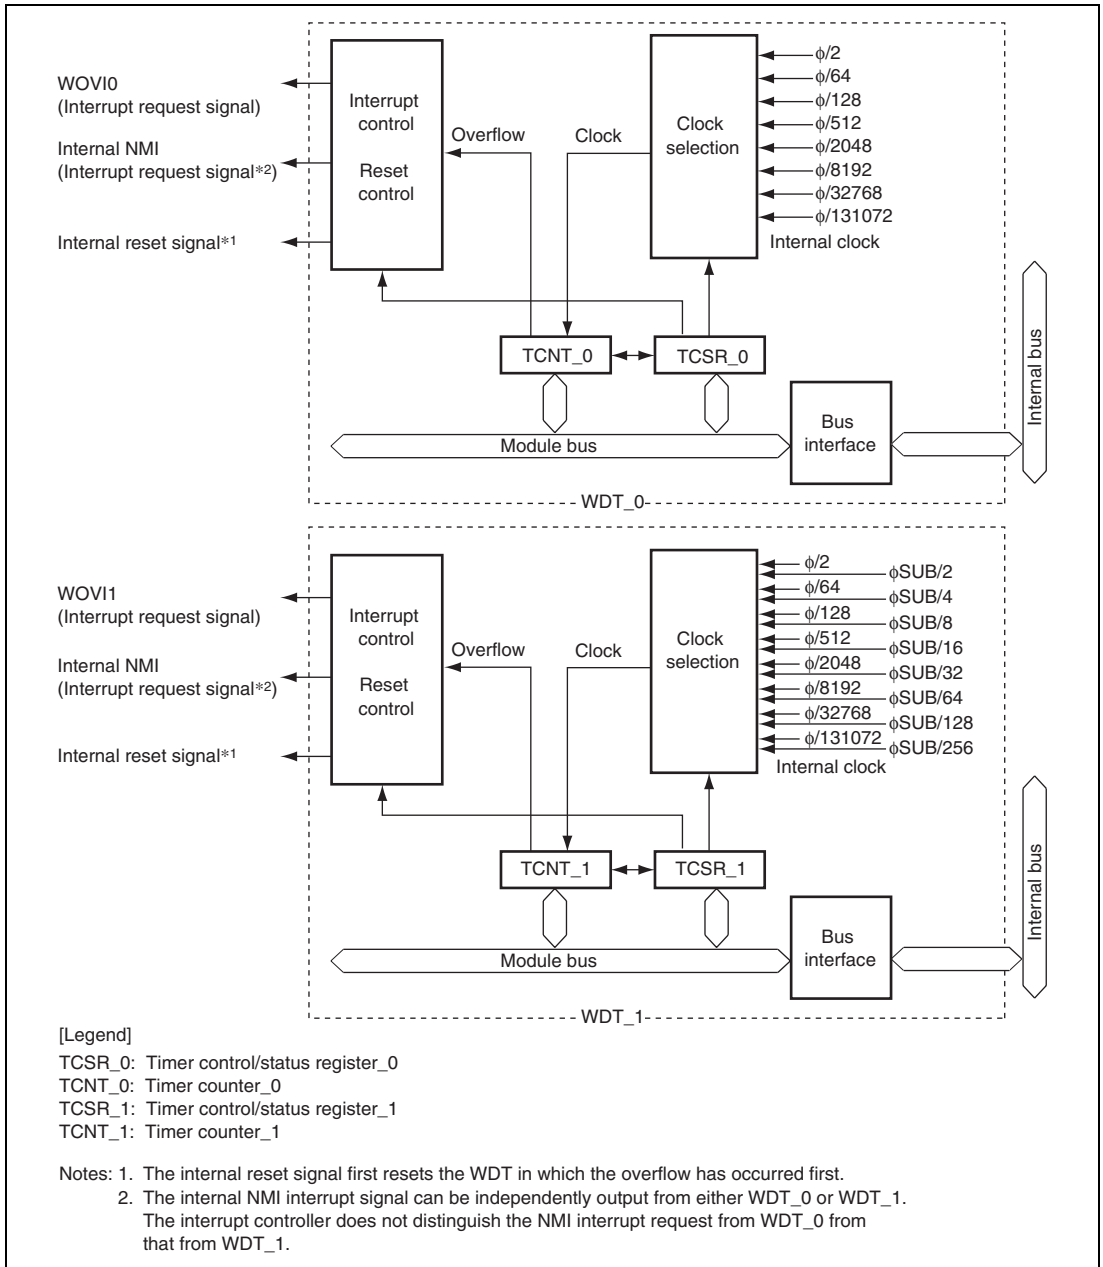 WOVI0
(Interrupt request signal)
Internal NMI
(Interrupt request signal*2)
Internal reset signal*1
Interrupt
control
Reset
control
Overflow
Clock
Clock
selection
ϕ/2
ϕ/64
ϕ/128
ϕ/512
ϕ/2048
ϕ/8192
ϕ/32768
ϕ/131072
Internal clock
TCNT_0
TCSR_0
Module bus
Bus
interface
Internal bus
WDT_0
WOVI1
(Interrupt request signal)
Internal NMI
(Interrupt request signal*2)
Internal reset signal*1
Interrupt
control
Reset
control
Overflow
Clock
Clock
selection
ϕ/2
ϕSUB/2
ϕ/64
ϕSUB/4
ϕ/128
ϕSUB/8
ϕ/512
ϕSUB/16
ϕ/2048
ϕSUB/32
ϕ/8192
ϕSUB/64
ϕ/32768
ϕSUB/128
ϕ/131072
ϕSUB/256
Internal clock
TCNT_1
TCSR_1
Module bus
Bus
interface
Internal bus
WDT_1
[Legend]
TCSR_0: Timer control/status register_0
TCNT_0: Timer counter_0
TCSR_1: Timer control/status register_1
TCNT_1: Timer counter_1
Notes: 1. The internal reset signal first resets the WDT in which the overflow has occurred first.
2. The internal NMI interrupt signal can be independently output from either WDT_0 or WDT_1.
The interrupt controller does not distinguish the NMI interrupt request from WDT_0 from
that from WDT_1.